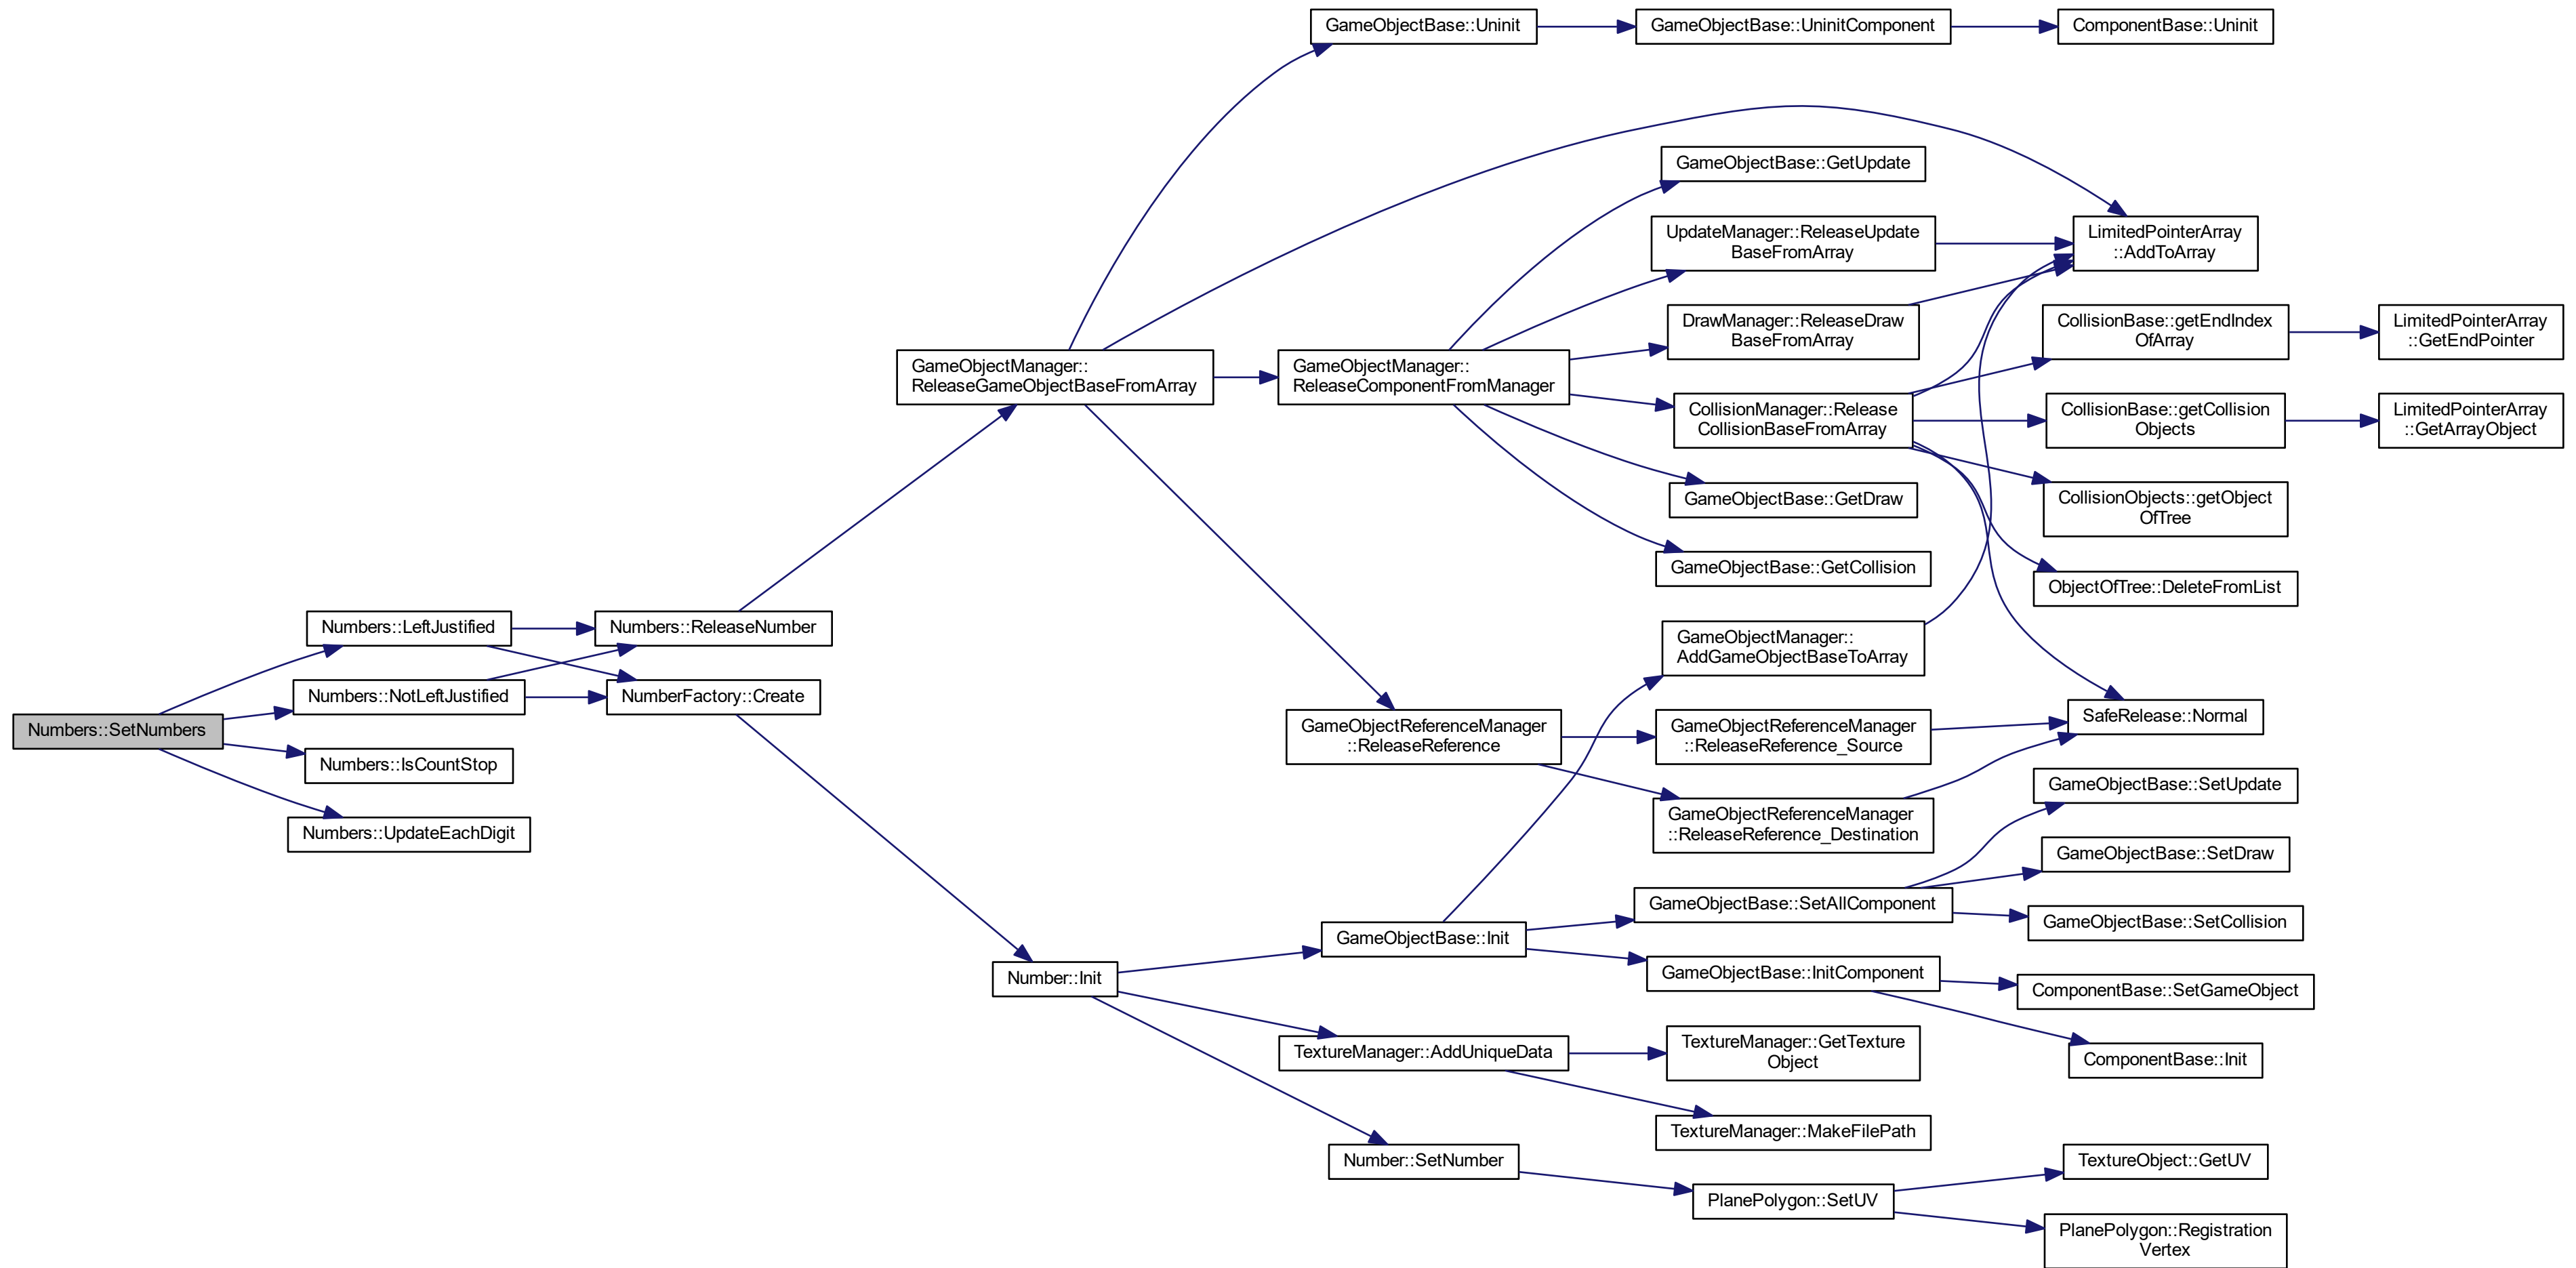 GameObjectBase::Uninit
GameObjectBase::UninitComponent
ComponentBase::Uninit
GameObjectBase::GetUpdate
UpdateManager::ReleaseUpdate
BaseFromArray
LimitedPointerArray
::AddToArray
DrawManager::ReleaseDraw
BaseFromArray
CollisionBase::getEndIndex
OfArray
LimitedPointerArray
::GetEndPointer
GameObjectManager::
ReleaseGameObjectBaseFromArray
GameObjectManager::
ReleaseComponentFromManager
CollisionManager::Release
CollisionBaseFromArray
CollisionBase::getCollision
Objects
LimitedPointerArray
::GetArrayObject
GameObjectBase::GetDraw
CollisionObjects::getObject
OfTree
GameObjectBase::GetCollision
ObjectOfTree::DeleteFromList
Numbers::LeftJustified
Numbers::ReleaseNumber
GameObjectManager::
AddGameObjectBaseToArray
Numbers::NotLeftJustified
NumberFactory::Create
Numbers::SetNumbers
GameObjectReferenceManager
::ReleaseReference
GameObjectReferenceManager
::ReleaseReference_Source
SafeRelease::Normal
Numbers::IsCountStop
GameObjectBase::SetUpdate
Numbers::UpdateEachDigit
GameObjectReferenceManager
::ReleaseReference_Destination
GameObjectBase::SetDraw
GameObjectBase::SetAllComponent
GameObjectBase::SetCollision
GameObjectBase::Init
Number::Init
GameObjectBase::InitComponent
ComponentBase::SetGameObject
TextureManager::AddUniqueData
TextureManager::GetTexture
Object
ComponentBase::Init
TextureManager::MakeFilePath
Number::SetNumber
TextureObject::GetUV
PlanePolygon::SetUV
PlanePolygon::Registration
Vertex